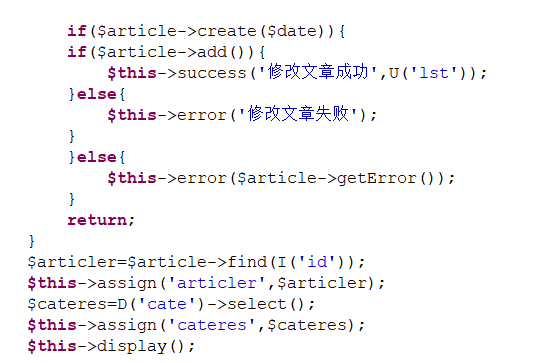 if($article->create($date)){
if($article->add()){
$this->success('修改文章成功',U('lst'));
}else{
$this->error('修改文章失败');
}
}else{
$this->error($article->getError());
}
return;
}
$articler=$article->find(I('id'));
$this->assign('articler',$articler);
$cateres=D('cate')->select();
$this->assign('cateres',$cateres);
$this->display();